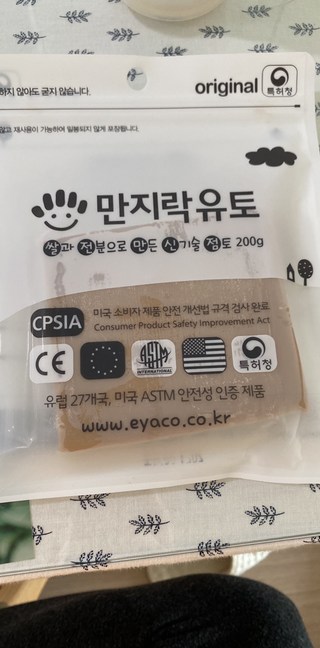 하지 않아도 굳지 않습니다.
original
특허청
않고 재사용이 가능하여 밀봉되지 않게 포장됩니다.
만지락유토
쌀과 전분으로 만든 신기술 점토 200g
CPSIA
미국 소비자 제품 안전 개선법 규격 검사 완료
Consumer Product Safety Improvement Act
CE
ASTM
INTERNATIONAL
특허청
유럽 27개국, 미국 ASTM 안전성 인증 제품
www.eyaco.co.kr